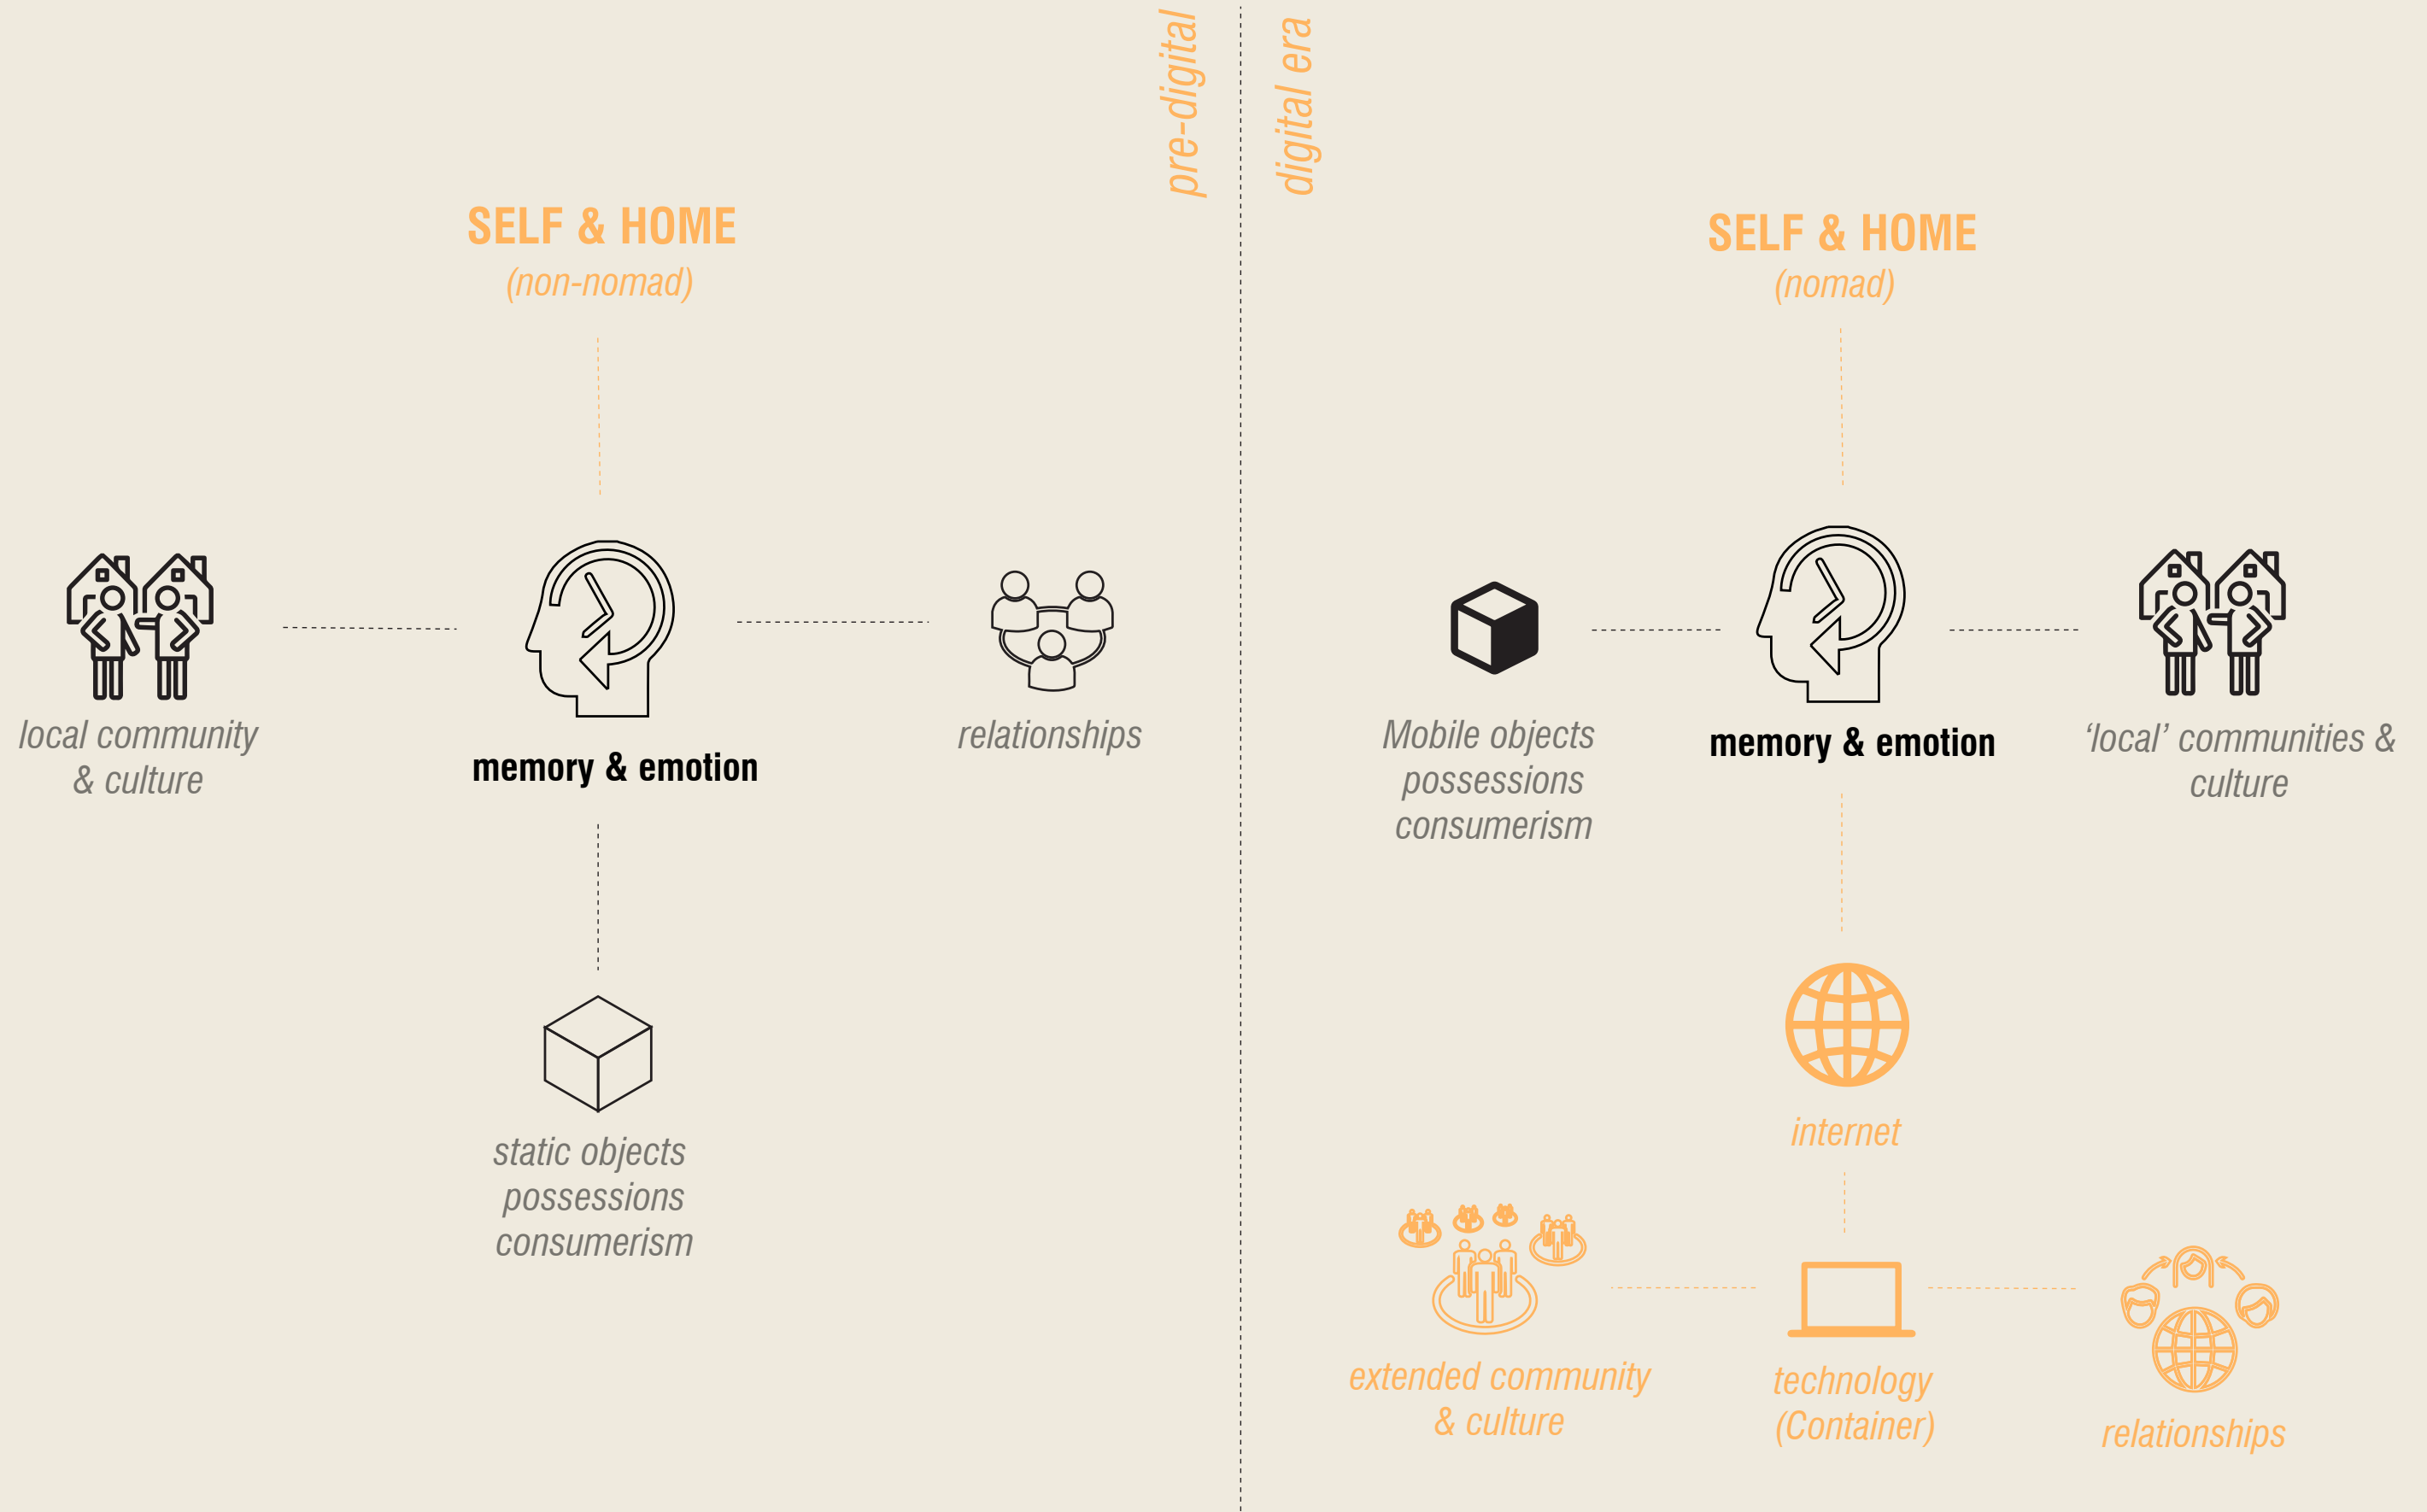 pre-digital
digital era
SELF & HOME
(non-nomad)
local community
& culture
memory & emotion
relationships
static objects
possessions
consumerism
SELF & HOME
(nomad)
Mobile objects
possessions
consumerism
memory & emotion
‘local’ communities &
culture
internet
extended community
& culture
technology
(Container)
relationships